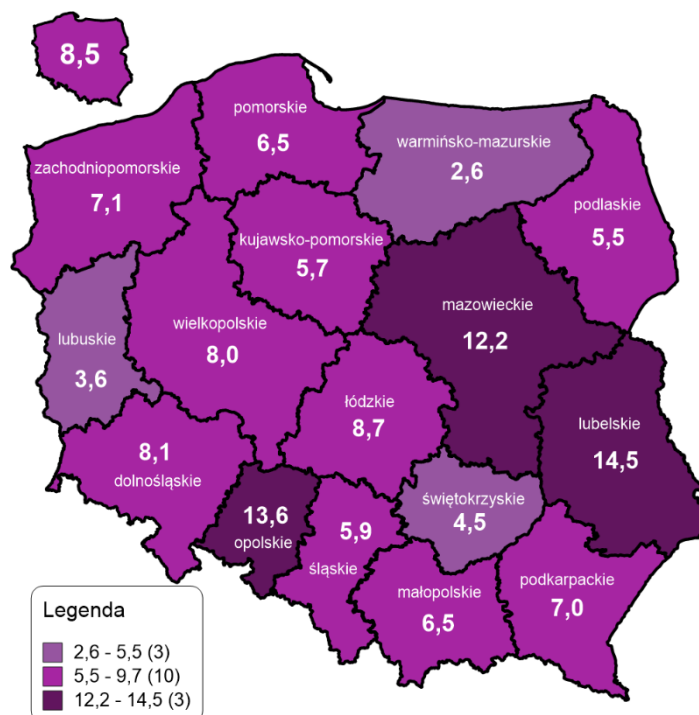 8,5
pomorskie
6,5
warmińsko-mazurskie
2,6
zachodniopomorskie
7,1
podlaskie
5,5
kujawsko-pomorskie
5,7
mazowieckie
12,2
wielkopolskie
8,0
lubuskie
3,6
łódzkie
8,7
lubelskie
14,5
8,1
dolnośląskie
13,6
opolskie
5,9
śląskie
świętokrzyskie
4,5
małopolskie
6,5
podkarpackie
7,0
Legenda
2,6 - 5,5 (3)
5,5 - 9,7 (10)
12,2 - 14,5 (3)